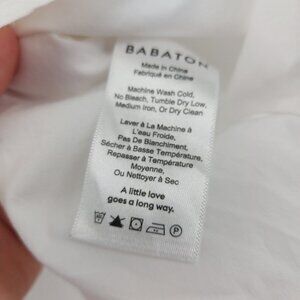 BABATON
Made in China
Fabriqué en Chine
Machine Wash Cold,
No Bleach, Tumble Dry Low,
Medium Iron, Or Dry Clean
Laver à La Machine à
L'eau Froide,
Pas De Blanchiment,
Sécher à Basse Température,
Repasser à Température
Moyenne,
Ou Nettoyer à Sec
A little love
goes a long way.
P